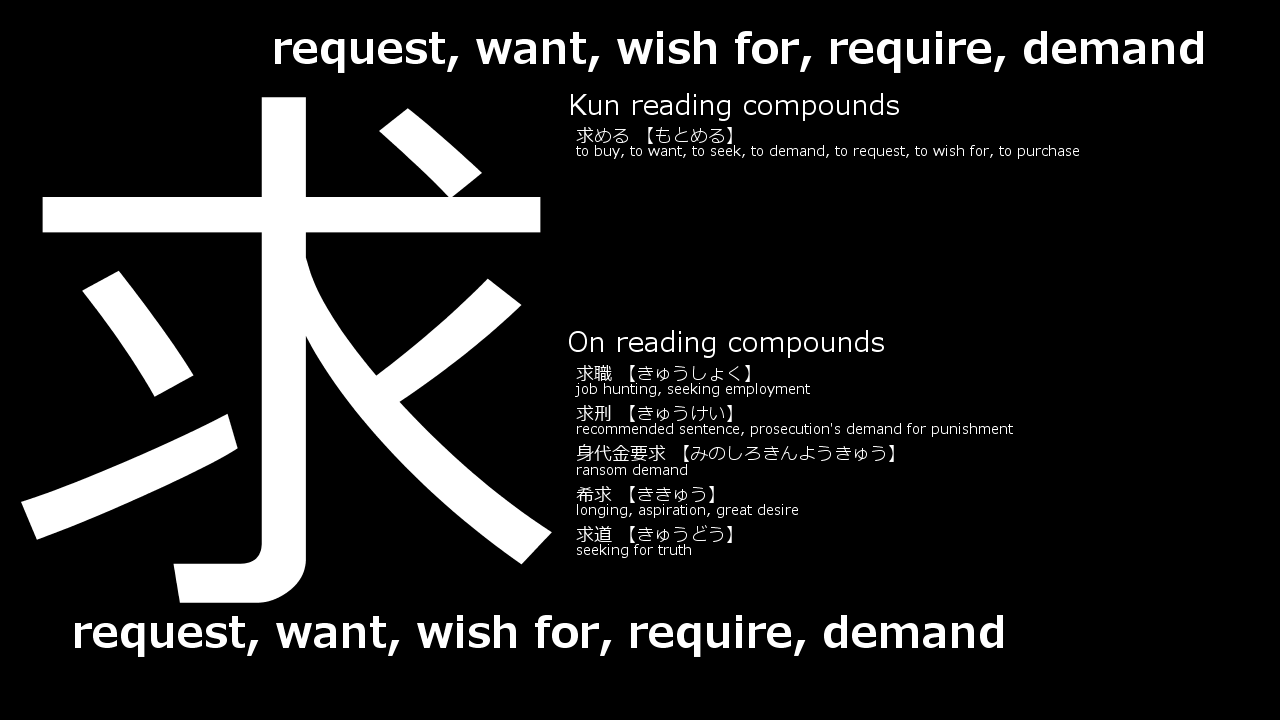 request, want, wish for, require, demand
求
Kun reading compounds
求める 【もとめる】
to buy, to want, to seek, to demand, to request, to wish for, to purchase
On reading compounds
求職 【きゅうしょく】
job hunting, seeking employment
求刑 【きゅうけい】
recommended sentence, prosecution's demand for punishment
身代金要求 【みのしろきんようきゅう】
ransom demand
希求 【ききゅう】
longing, aspiration, great desire
求道 【きゅうどう】
seeking for truth
request, want, wish for, require, demand